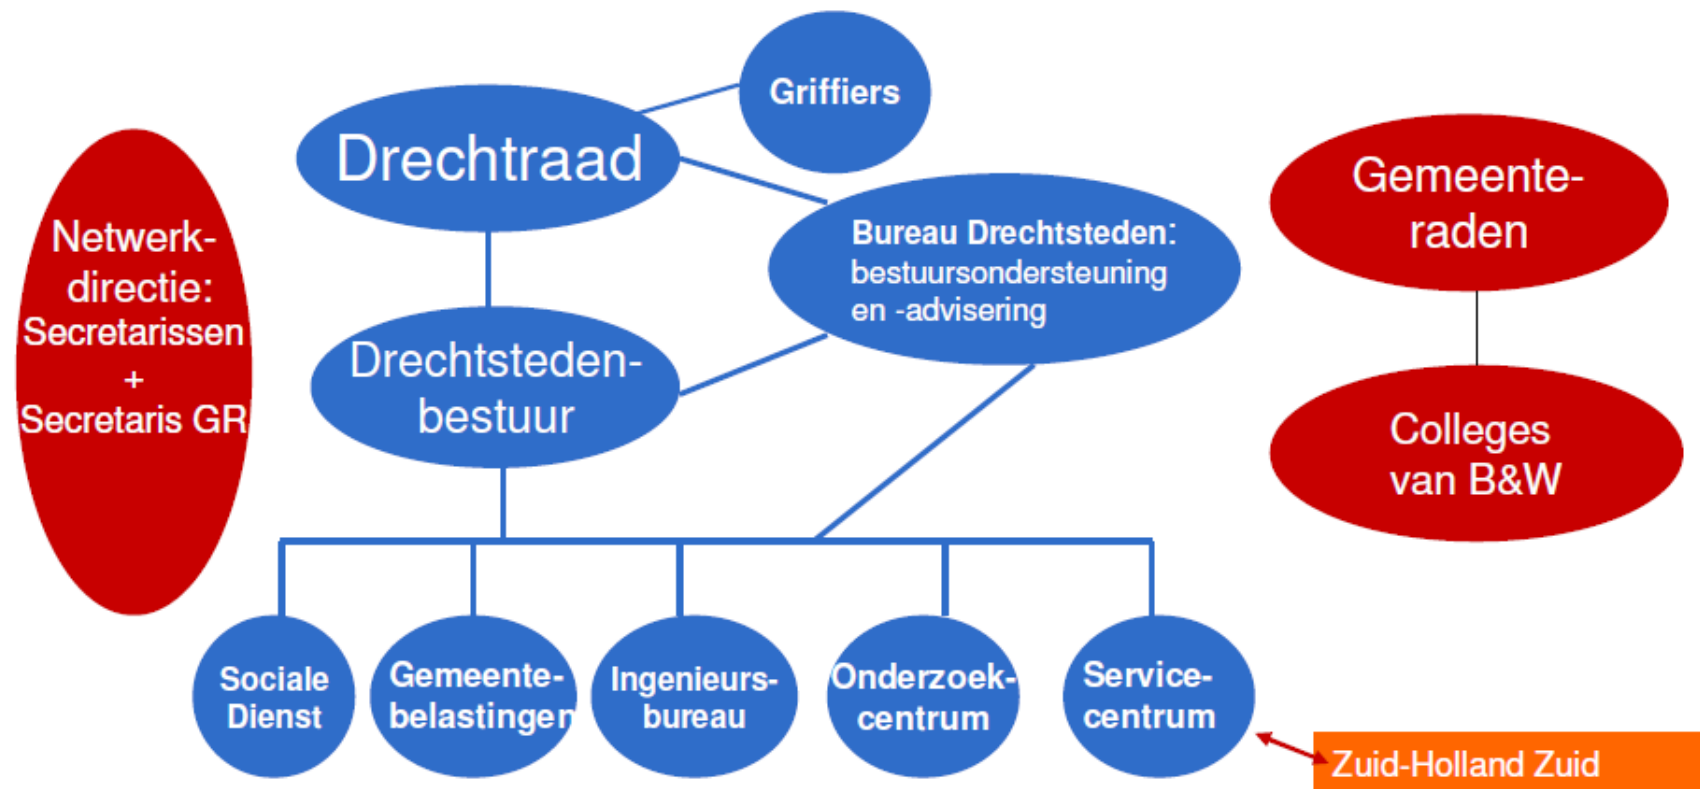 Griffiers
Drechtraad
Netwerk-
directie:
Secretarissen
+
Secretaris GR
Bureau Drechtsteden:
bestuursondersteuning
en -advisering
Gemeente-
raden
Drechtsteden-
bestuur
Colleges
van B&W
Sociale
Dienst
Gemeente-
belastingen
Ingenieurs-
bureau
Onderzoek-
centrum
Service-
centrum
Zuid-Holland Zuid